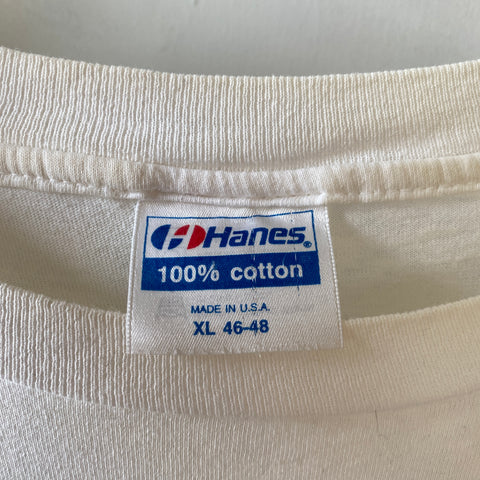 Hanes®
100% cotton
MADE IN U.S.A.
XL 46-48